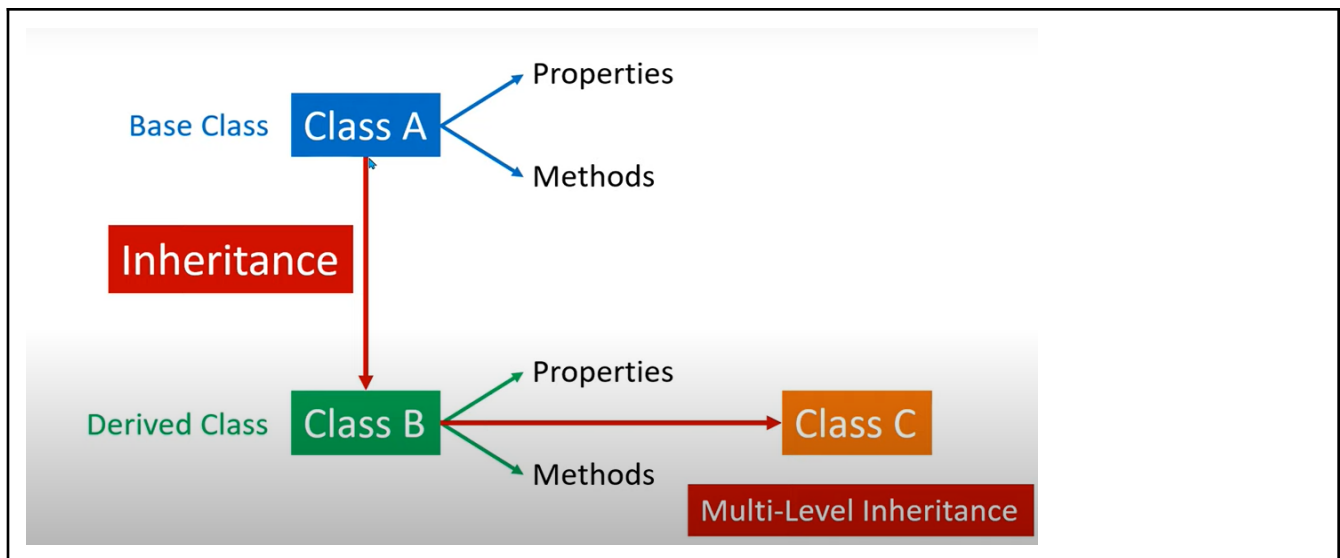 Properties
Base Class
Class A
Methods
Inheritance
Properties
Derived Class
Class B
Class C
Methods
Multi-Level Inheritance